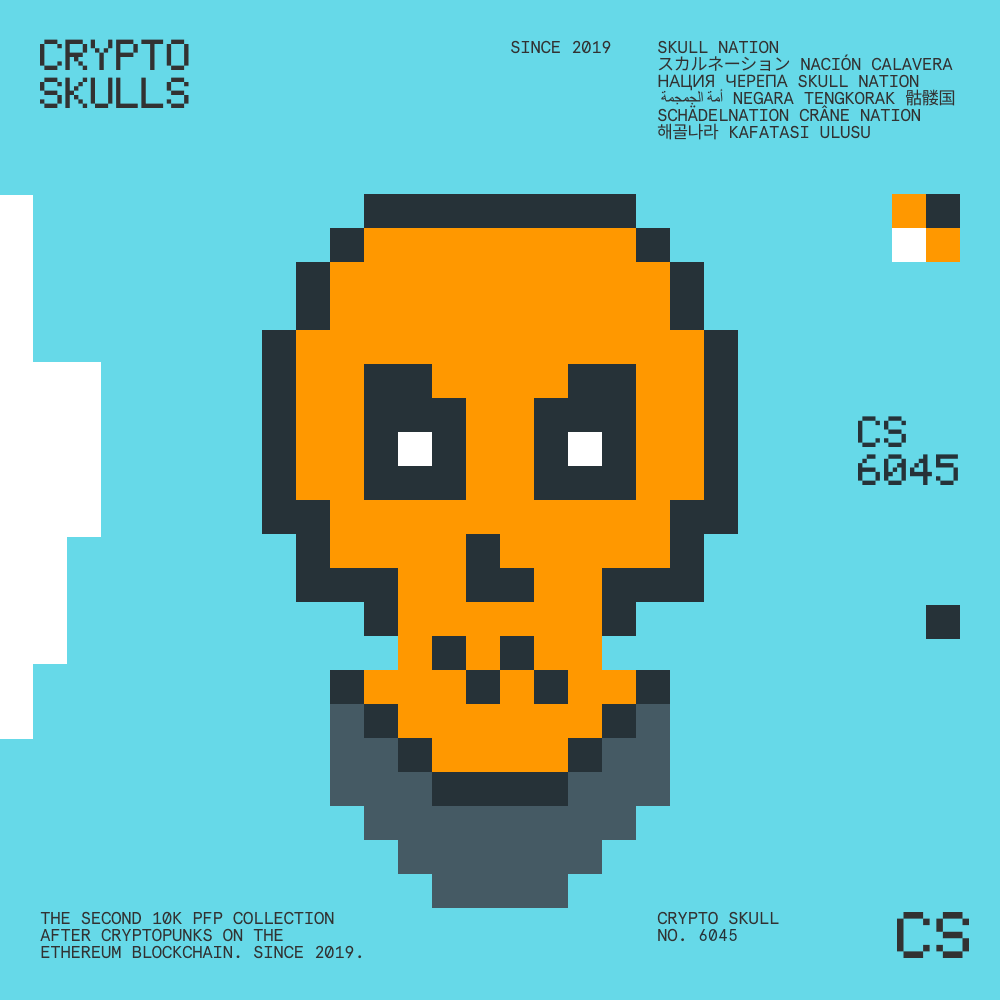 CRYPTO
SKULLS
SINCE 2019
SKULL NATION
スカルネーション NACIÓN CALAVERA
НАЦИЯ ЧЕРЕПА SKULL NATION
أمة الجمجمة NEGARA TENGKORAK 骷髅国
SCHÄDELNATION CRÂNE NATION
해골나라 KAFATASI ULUSU
CS
6045
THE SECOND 10K PFP COLLECTION
AFTER CRYPTOPUNKS ON THE
ETHEREUM BLOCKCHAIN. SINCE 2019.
CRYPTO SKULL
NO. 6045
CS